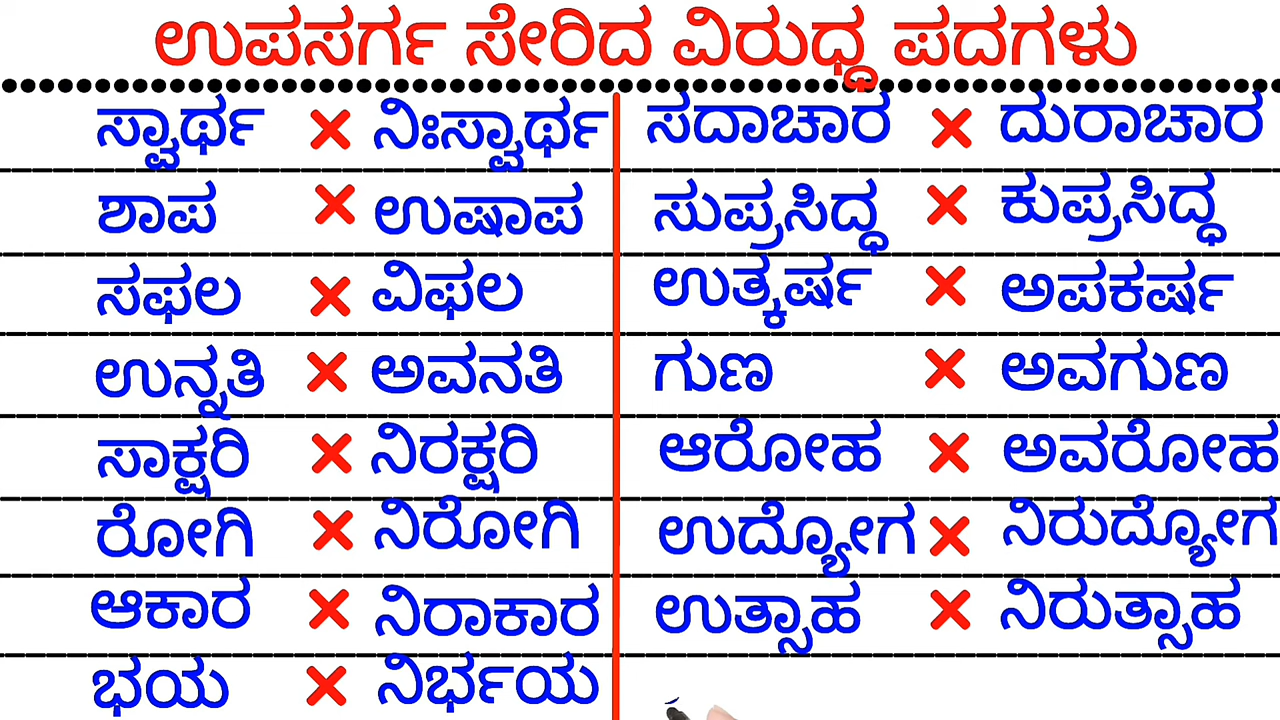 ಉಪಸರ್ಗ ಸೇರಿದ ವಿರುದ್ಧ ಪದಗಳು
ಸ್ವಾರ್ಥ × ನಿಃಸ್ವಾರ್ಥ
ಶಾಪ × ಉಷಾಪ
ಸಫಲ × ವಿಫಲ
ಉನ್ನತಿ × ಅವನತಿ
ಸಾಕ್ಷರಿ × ನಿರಕ್ಷರಿ
ರೋಗಿ × ನಿರೋಗಿ
ಆಕಾರ × ನಿರಾಕಾರ
ಭಯ × ನಿರ್ಭಯ
ಸದಾಚಾರ × ದುರಾಚಾರ
ಸುಪ್ರಸಿದ್ಧ × ಕುಪ್ರಸಿದ್ಧ
ಉತ್ಕರ್ಷ × ಅಪಕರ್ಷ
ಗುಣ × ಅವಗುಣ
ಆರೋಹ × ಅವರೋಹ
ಉದ್ಯೋಗ × ನಿರುದ್ಯೋಗ
ಉತ್ಸಾಹ × ನಿರುತ್ಸಾಹ